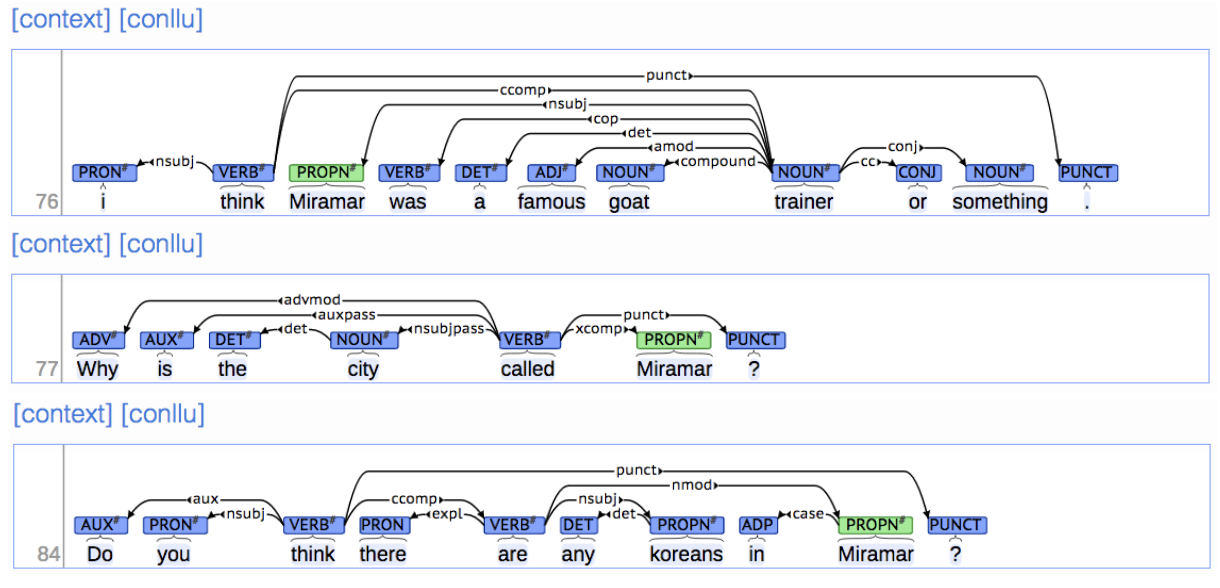 [context] [conllu]
punct
ccomp
nsubj
cop
det
amod
nsubj compound conj cc
PRON# VERB# PROPN# VERB# DET# ADJ# NOUN# NOUN# CONJ NOUN# PUNCT
76 i think Miramar was a famous goat trainer or something .
[context] [conllu]
advmod
auxpass punct
det nsubjpass xcomp
ADV# AUX# DET# NOUN# VERB# PROPN# PUNCT
77 Why is the city called Miramar ?
[context] [conllu]
punct
nmod
aux ccomp nsubj
nsubj expl det case
AUX# PRON# VERB# PRON VERB# DET PROPN# ADP PROPN# PUNCT
84 Do you think there are any koreans in Miramar ?